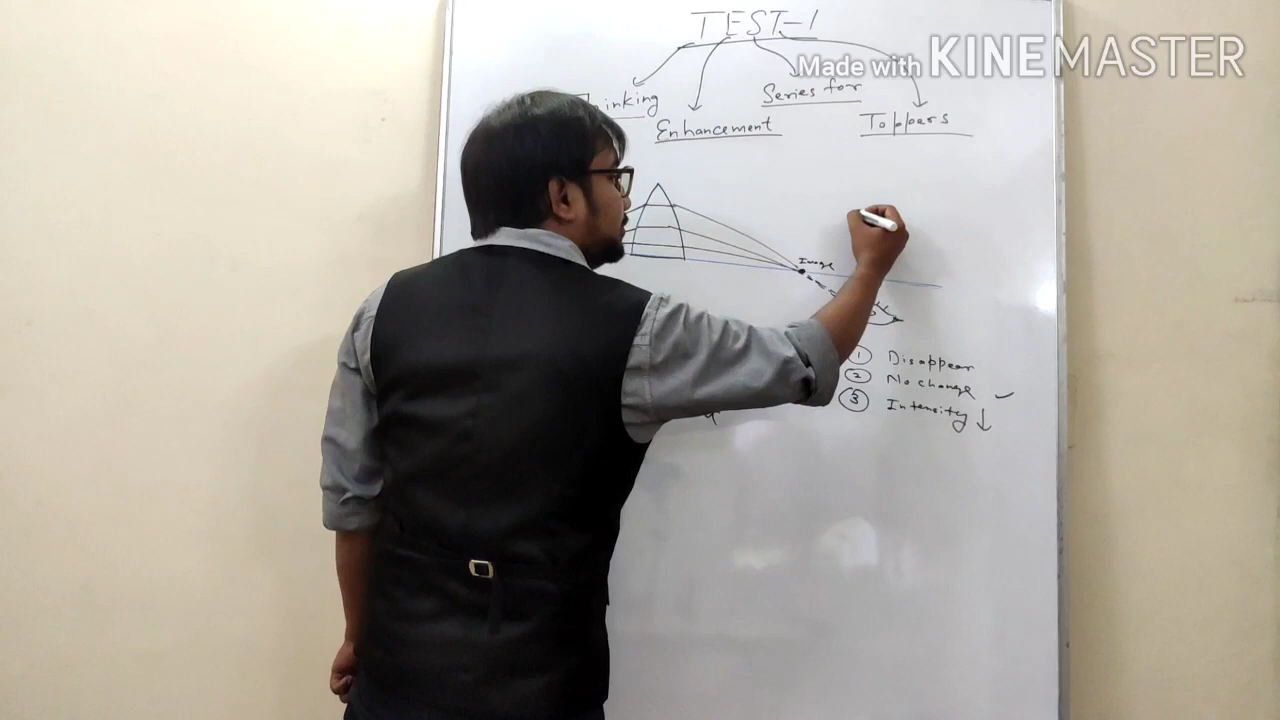 TEST-1
Made with KINEMASTER
Thinking
Series for
Enhancement
Toppers
Image
1 Disappear
2 No change ✓
3 Intensity ↓